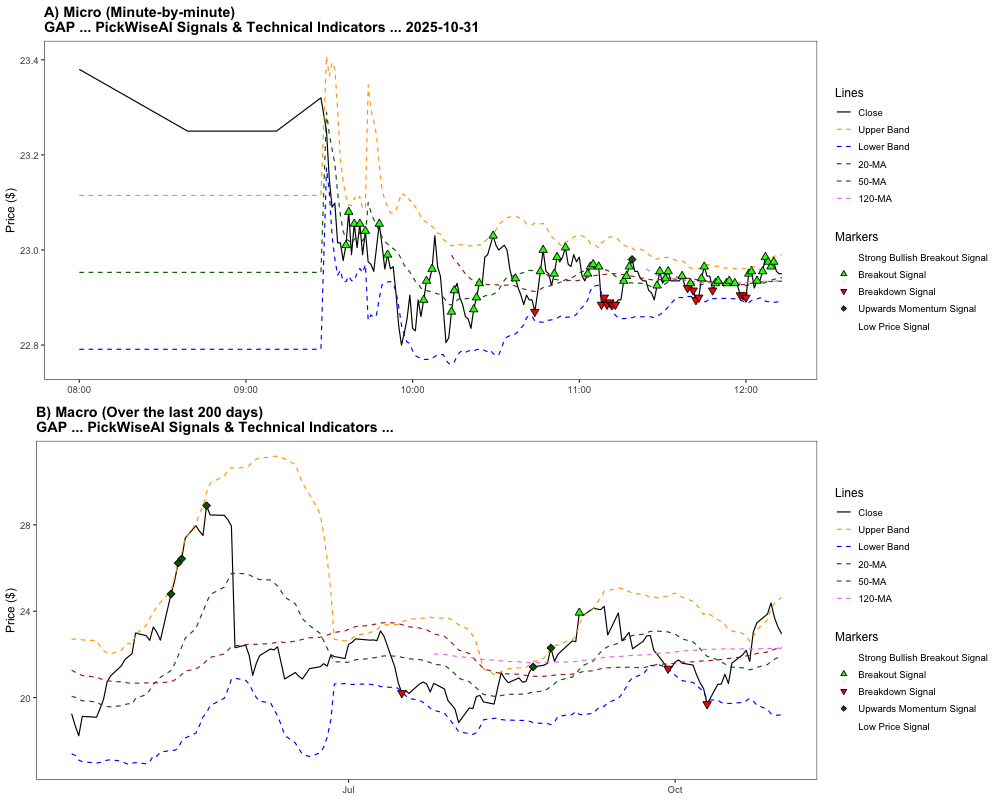 A) Micro (Minute-by-minute)
GAP ... PickWiseAI Signals & Technical Indicators ... 2025-10-31
Price ($)
23.4
23.2
23.0
22.8
08:00
09:00
10:00
11:00
12:00
Lines
Close
Upper Band
Lower Band
20-MA
50-MA
120-MA
Markers
Strong Bullish Breakout Signal
Breakout Signal
Breakdown Signal
Upwards Momentum Signal
Low Price Signal
B) Macro (Over the last 200 days)
GAP ... PickWiseAI Signals & Technical Indicators ...
Price ($)
28
24
20
Jul
Oct
Lines
Close
Upper Band
Lower Band
20-MA
50-MA
120-MA
Markers
Strong Bullish Breakout Signal
Breakout Signal
Breakdown Signal
Upwards Momentum Signal
Low Price Signal